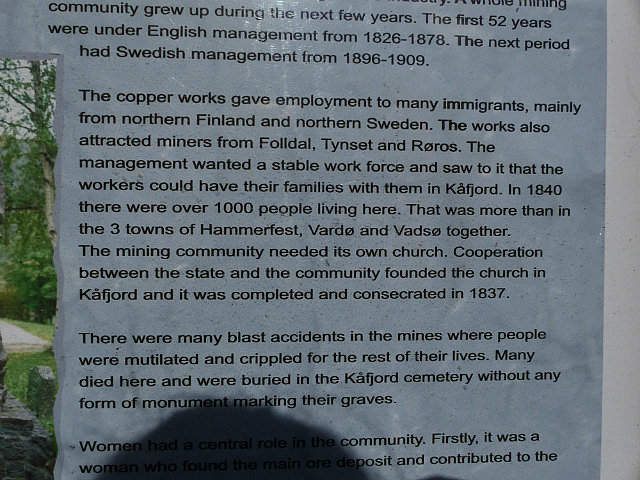 industry. A whole mining
community grew up during the next few years. The first 52 years
were under English management from 1826-1878. The next period
had Swedish management from 1896-1909.
The copper works gave employment to many immigrants, mainly
from northern Finland and northern Sweden. The works also
attracted miners from Folldal, Tynset and Røros. The
management wanted a stable work force and saw to it that the
workers could have their families with them in Kåfjord. In 1840
there were over 1000 people living here. That was more than in
the 3 towns of Hammerfest, Vardø and Vadsø together.
The mining community needed its own church. Cooperation
between the state and the community founded the church in
Kåfjord and it was completed and consecrated in 1837.
There were many blast accidents in the mines where people
were mutilated and crippled for the rest of their lives. Many
died here and were buried in the Kåfjord cemetery without any
form of monument marking their graves.
Women had a central role in the community. Firstly, it was a
woman who found the main ore deposit and contributed to the